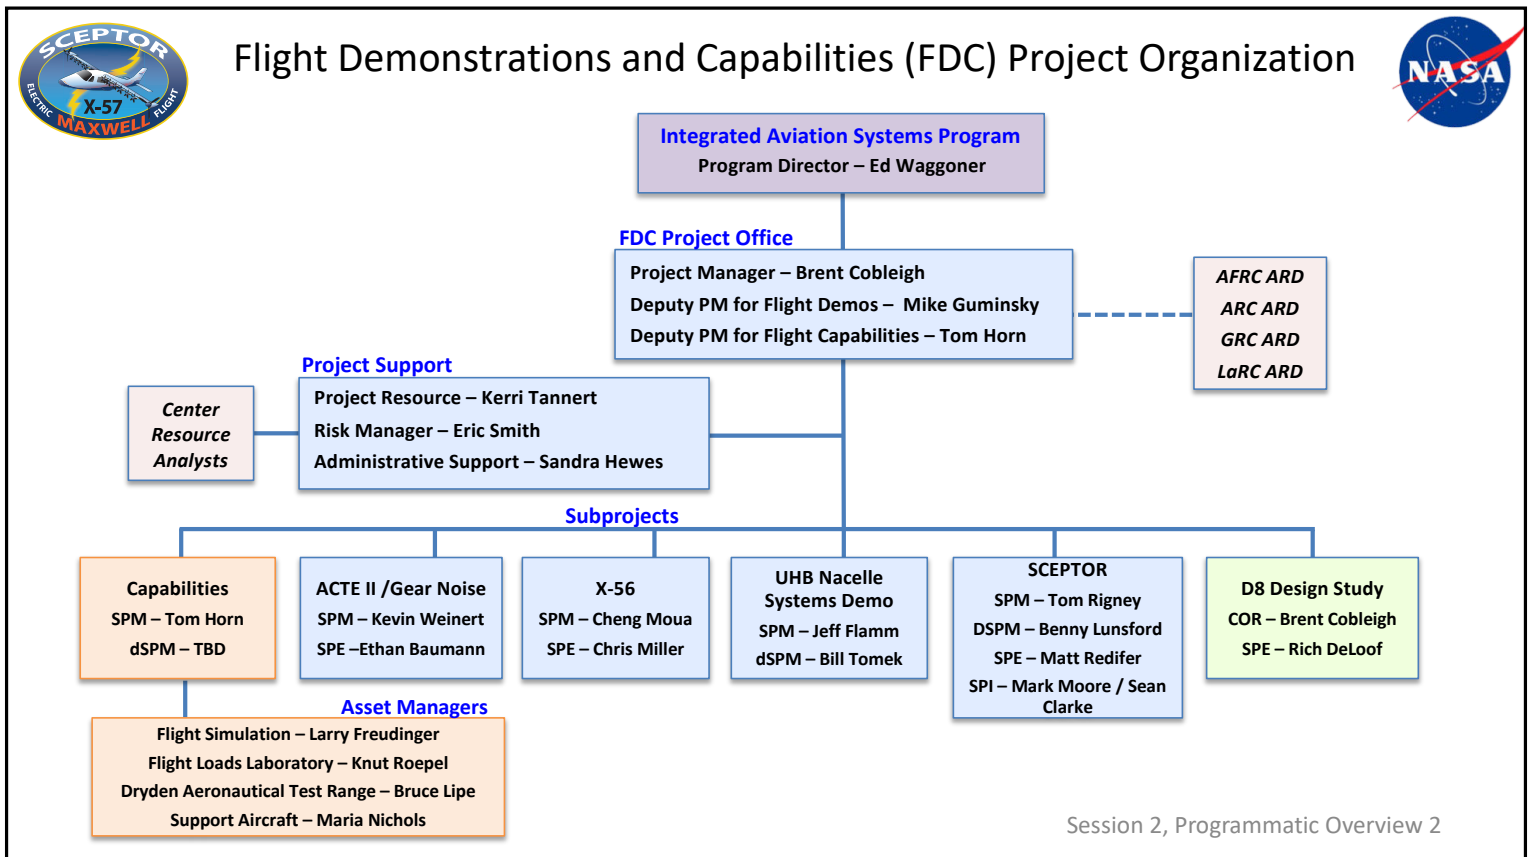 SCEPTOR
X-57
ELECTRIC
MAXWELL
FLIGHT
Flight Demonstrations and Capabilities (FDC) Project Organization
NASA
Integrated Aviation Systems Program
Program Director – Ed Waggoner
FDC Project Office
Project Manager – Brent Cobleigh
Deputy PM for Flight Demos –  Mike Guminsky
Deputy PM for Flight Capabilities – Tom Horn
AFRC ARD
ARC ARD
GRC ARD
LaRC ARD
Project Support
Project Resource – Kerri Tannert
Risk Manager – Eric Smith
Administrative Support – Sandra Hewes
Center
Resource
Analysts
Subprojects
Capabilities
SPM – Tom Horn
dSPM – TBD
ACTE II /Gear Noise
SPM – Kevin Weinert
SPE –Ethan Baumann
X-56
SPM – Cheng Moua
SPE – Chris Miller
UHB Nacelle
Systems Demo
SPM – Jeff Flamm
dSPM – Bill Tomek
SCEPTOR
SPM – Tom Rigney
DSPM – Benny Lunsford
SPE – Matt Redifer
SPI – Mark Moore / Sean
Clarke
D8 Design Study
COR – Brent Cobleigh
SPE – Rich DeLoof
Asset Managers
Flight Simulation – Larry Freudinger
Flight Loads Laboratory – Knut Roepel
Dryden Aeronautical Test Range – Bruce Lipe
Support Aircraft – Maria Nichols
Session 2, Programmatic Overview 2